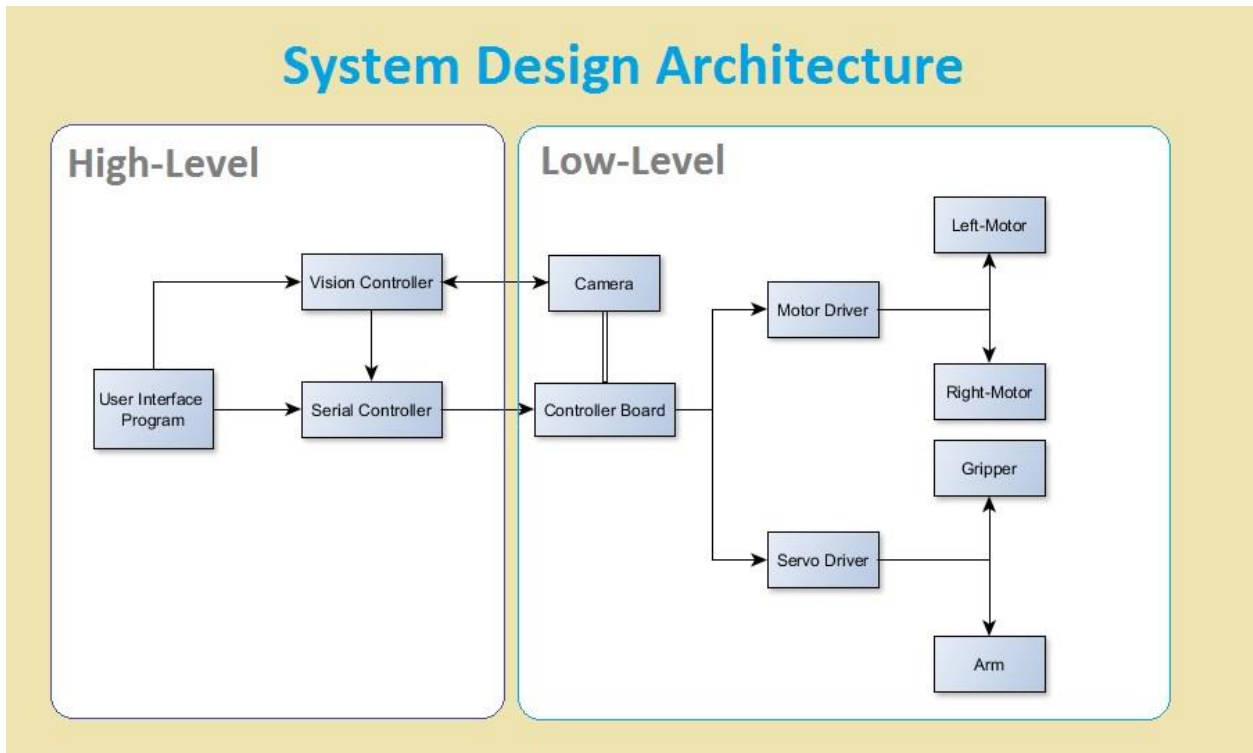 System Design Architecture
High-Level
Low-Level
Left-Motor
Vision Controller
Camera
Motor Driver
User Interface
Program
Serial Controller
Controller Board
Right-Motor
Gripper
Servo Driver
Arm